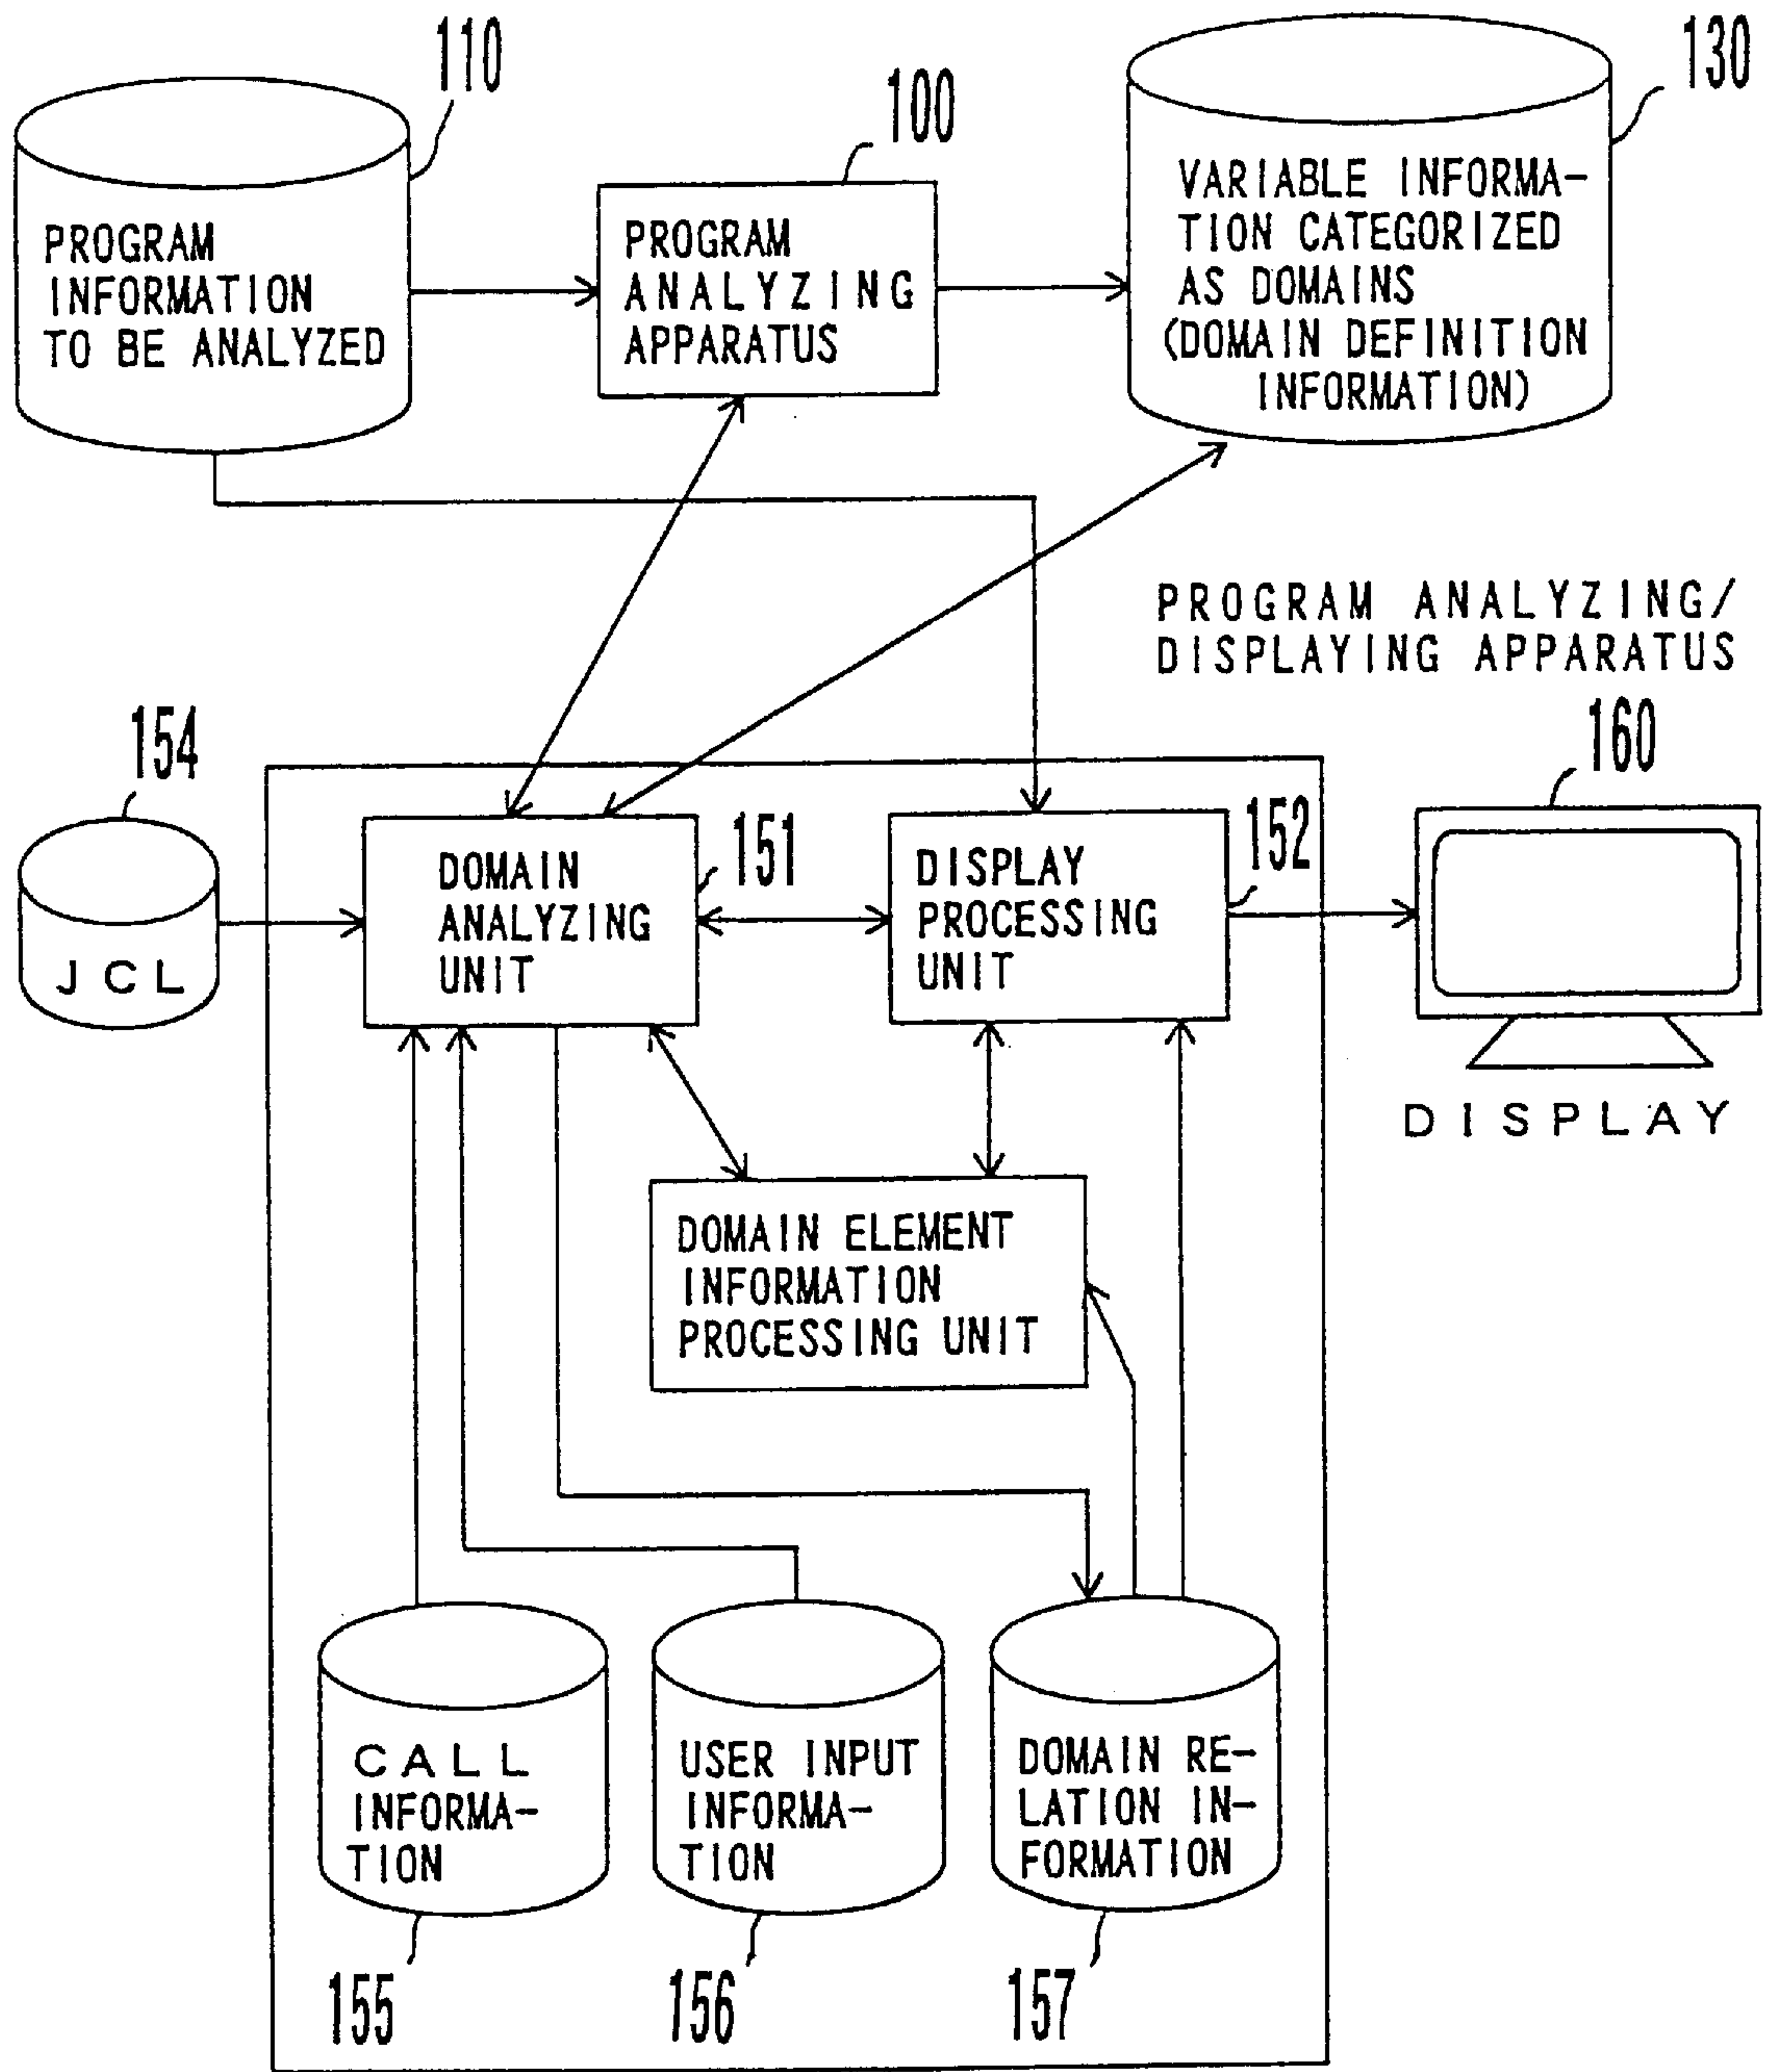 110
PROGRAM
INFORMATION
TO BE ANALYZED
100
PROGRAM
ANALYZING
APPARATUS
130
VARIABLE INFORMA-
TION CATEGORIZED
AS DOMAINS
(DOMAIN DEFINITION
INFORMATION)
PROGRAM ANALYZING/
DISPLAYING APPARATUS
154
JCL
151
DOMAIN
ANALYZING
UNIT
152
DISPLAY
PROCESSING
UNIT
160
DISPLAY
DOMAIN ELEMENT
INFORMATION
PROCESSING UNIT
CALL
INFORMA-
TION
155
USER INPUT
INFORMA-
TION
156
DOMAIN RE-
LATION IN-
FORMATION
157